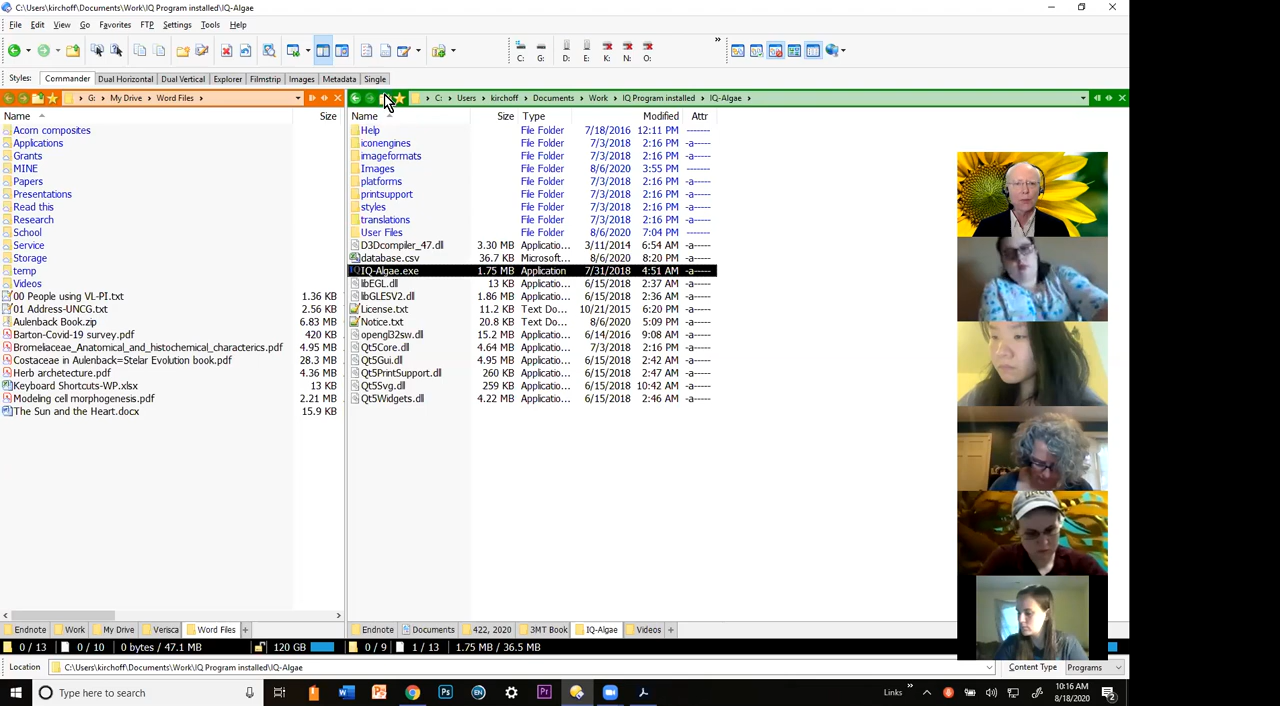 C:\Users\kirchoff\Documents\Work\IQ Program installed\IQ-Algae
File Edit View Go Favorites FTP Settings Tools Help
C: G: D: E: K: N: O:
Styles: Commander Dual Horizontal Dual Vertical Explorer Filmstrip Images Metadata Single
G: My Drive Word Files
C: Users kirchoff Documents Work IQ Program installed IQ-Algae
Name Size
Acorn composites
Applications
Grants
MINE
Papers
Presentations
Read this
Research
School
Service
Storage
temp
Videos
00 People using VL-PI.txt 1.36 KB
01 Address-UNCG.txt 2.56 KB
Aulenback Book.zip 6.83 MB
Barton-Covid-19 survey.pdf 420 KB
Bromelaceae_Anatomical_and_histochemical_characterics.pdf 4.95 MB
Costaceae in Aulenback=Stelar Evolution book.pdf 28.3 MB
Herb archetecture.pdf 4.36 MB
Keyboard Shortcuts-WP.xlsx 13 KB
Modeling cell morphogenesis.pdf 2.21 MB
The Sun and the Heart.docx 15.9 KB
Name Size Type Modified Attr
Help File Folder 7/18/2016 12:11 PM -------
iconengines File Folder 7/3/2018 2:16 PM -a-----
imageformats File Folder 7/3/2018 2:16 PM -a-----
Images File Folder 8/6/2020 3:55 PM -------
platforms File Folder 7/3/2018 2:16 PM -a-----
printsupport File Folder 7/3/2018 2:16 PM -a-----
styles File Folder 7/3/2018 2:16 PM -a-----
translations File Folder 7/3/2018 2:16 PM -a-----
User Files File Folder 8/6/2020 7:04 PM -------
D3Dcompiler_47.dll 3.30 MB Applicatio... 3/11/2014 6:54 AM -a-----
database.csv 36.7 KB Microsoft... 8/6/2020 8:20 PM -a-----
IQ-Algae.exe 1.75 MB Application 7/31/2018 4:51 AM -a-----
libEGL.dll 13 KB Applicatio... 6/15/2018 2:37 AM -a-----
libGLESV2.dll 1.86 MB Applicatio... 6/15/2018 2:36 AM -a-----
License.txt 11.2 KB Text Do... 10/21/2015 6:20 PM -a-----
Notice.txt 20.8 KB Text Do... 8/6/2020 5:09 PM -a-----
opengl32sw.dll 15.2 MB Applicatio... 6/14/2016 9:08 AM -a-----
Qt5Core.dll 5.64 MB Applicatio... 7/3/2018 2:16 PM -a-----
Qt5Gui.dll 4.95 MB Applicatio... 6/15/2018 2:42 AM -a-----
Qt5PrintSupport.dll 260 KB Applicatio... 6/15/2018 2:47 AM -a-----
Qt5Svg.dll 259 KB Applicatio... 6/15/2018 10:42 AM -a-----
Qt5Widgets.dll 4.22 MB Applicatio... 6/15/2018 2:46 AM -a-----
Endnote Work My Drive Verisca Word Files +
Endnote Documents 422, 2020 3MT Book IQ-Algae Videos +
0 / 13 0 / 10 0 bytes / 47.1 MB 120 GB
0 / 9 1 / 13 1.75 MB / 36.5 MB
Location C:\Users\kirchoff\Documents\Work\IQ Program installed\IQ-Algae Content Type Programs
Type here to search
Links
10:16 AM
8/18/2020